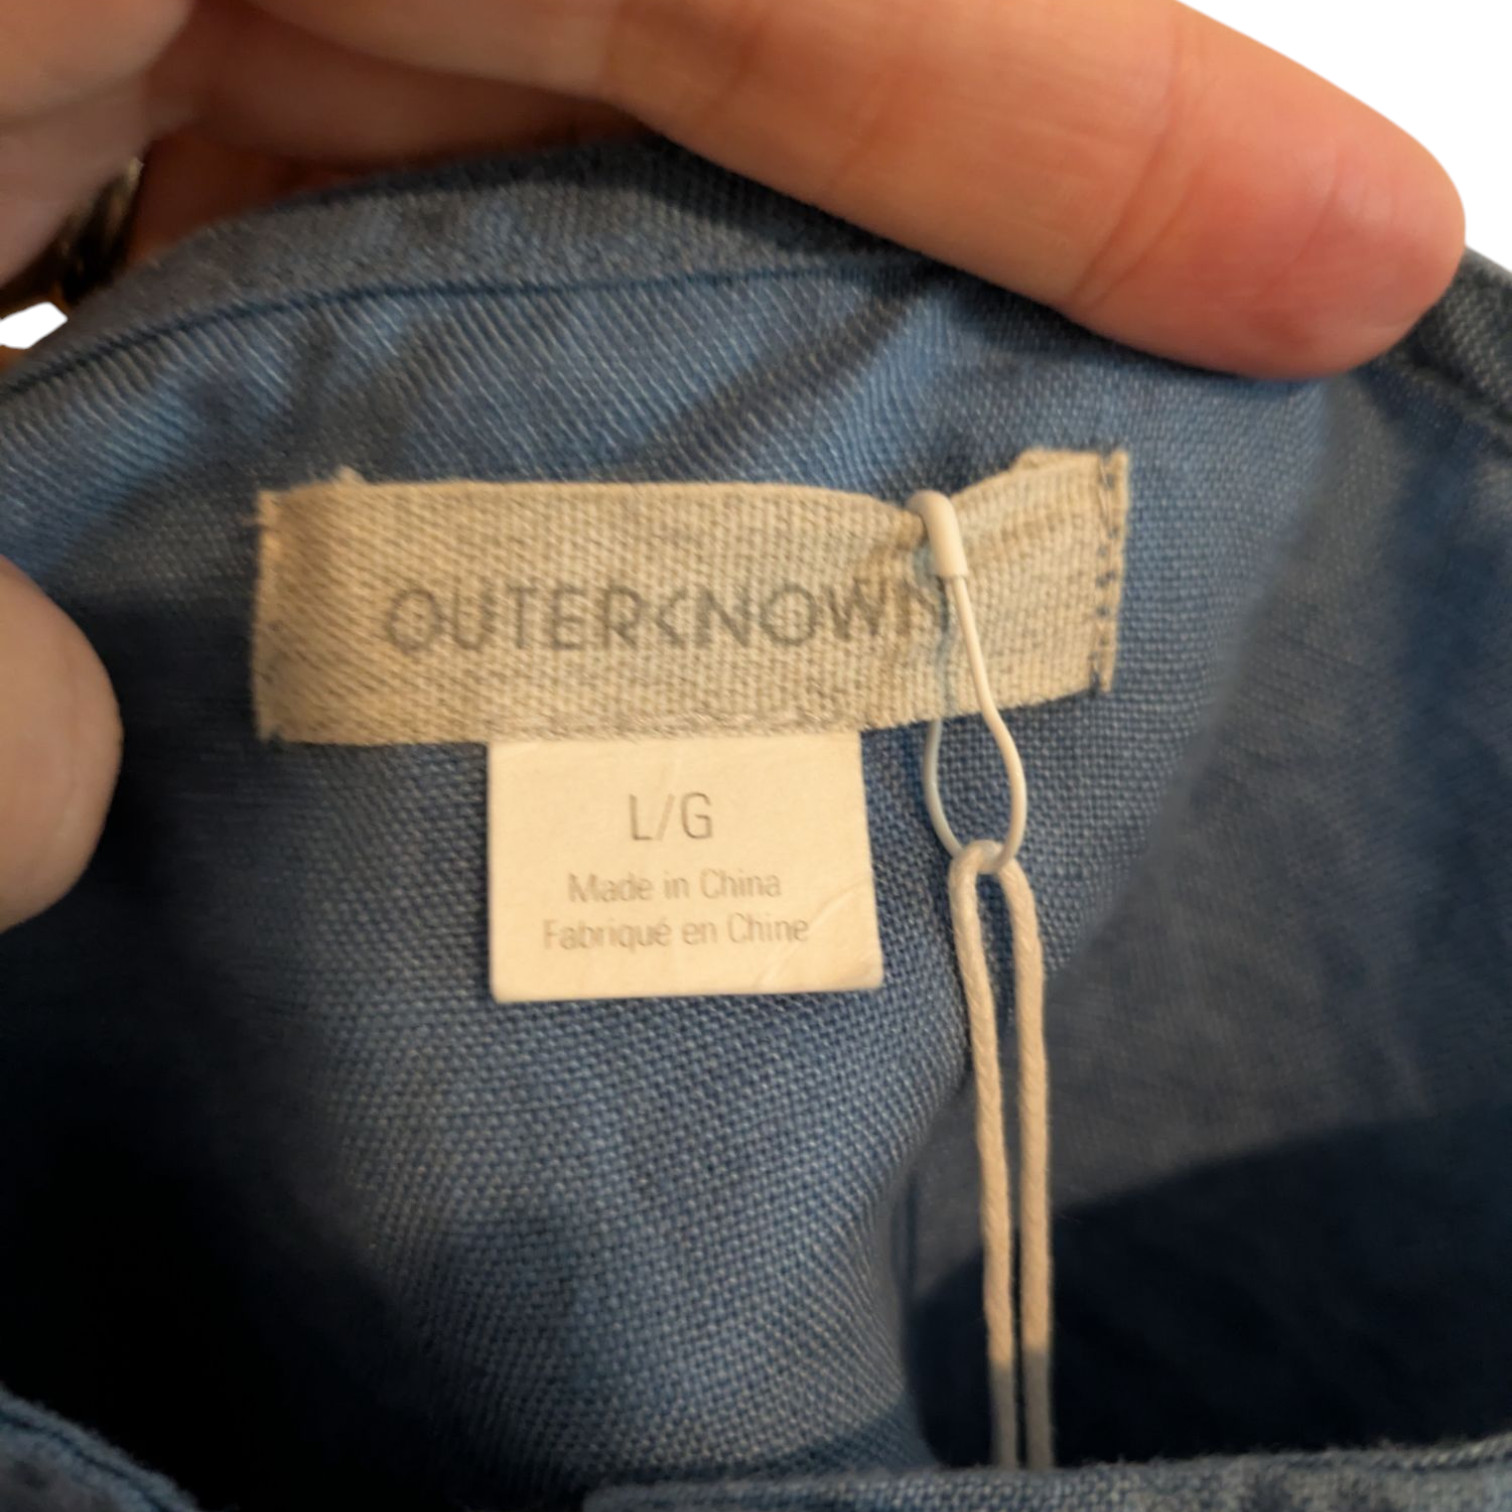 OUTERKNOWN
L/G
Made in China
Fabriqué en Chine